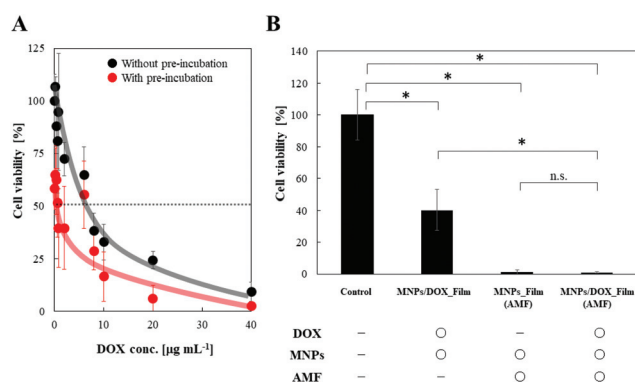 A
125
100
75
50
25
0
Cell viability [%]
Without pre-incubation
With pre-incubation
0 10 20 30 40
DOX conc. [μg mL⁻¹]
B
140
120
100
80
60
40
20
0
Cell viability [%]
*
*
*
*
n.s.
Control MNPs/DOX_Film MNPs_Film (AMF) MNPs/DOX_Film (AMF)
DOX – ○ – ○
MNPs – ○ ○ ○
AMF – – ○ ○